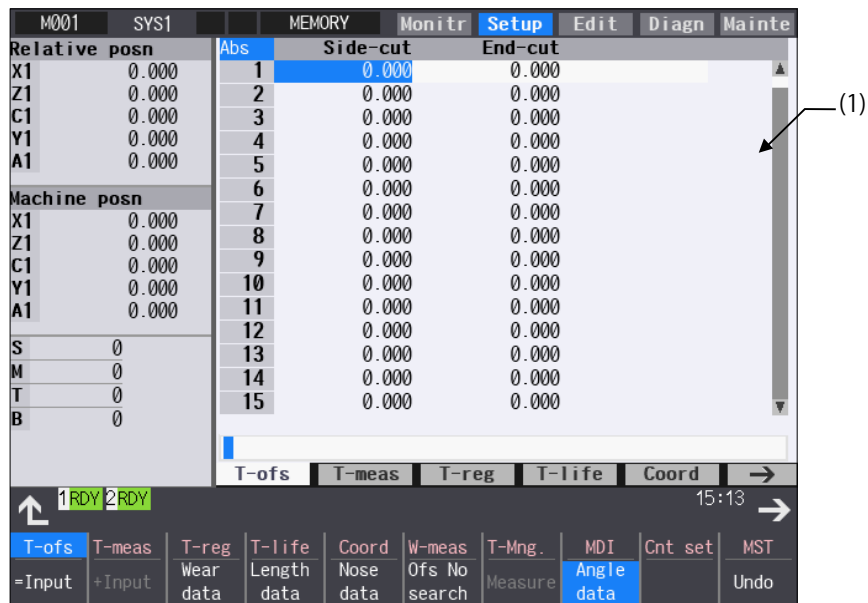 M001 SYS1 MEMORY Monitr Setup Edit Diagn Mainte
Relative posn
X1 0.000
Z1 0.000
C1 0.000
Y1 0.000
A1 0.000
Machine posn
X1 0.000
Z1 0.000
C1 0.000
Y1 0.000
A1 0.000
S 0
M 0
T 0
B 0
Abs Side-cut End-cut
1 0.000 0.000
2 0.000 0.000
3 0.000 0.000
4 0.000 0.000
5 0.000 0.000
6 0.000 0.000
7 0.000 0.000
8 0.000 0.000
9 0.000 0.000
10 0.000 0.000
11 0.000 0.000
12 0.000 0.000
13 0.000 0.000
14 0.000 0.000
15 0.000 0.000
(1)
T-ofs T-meas T-reg T-life Coord →
1 RDY 2 RDY 15:13
T-ofs T-meas T-reg T-life Coord W-meas T-Mng. MDI Cnt set MST
=Input +Input Wear data Length data Nose data Ofs No search Measure Angle data Undo